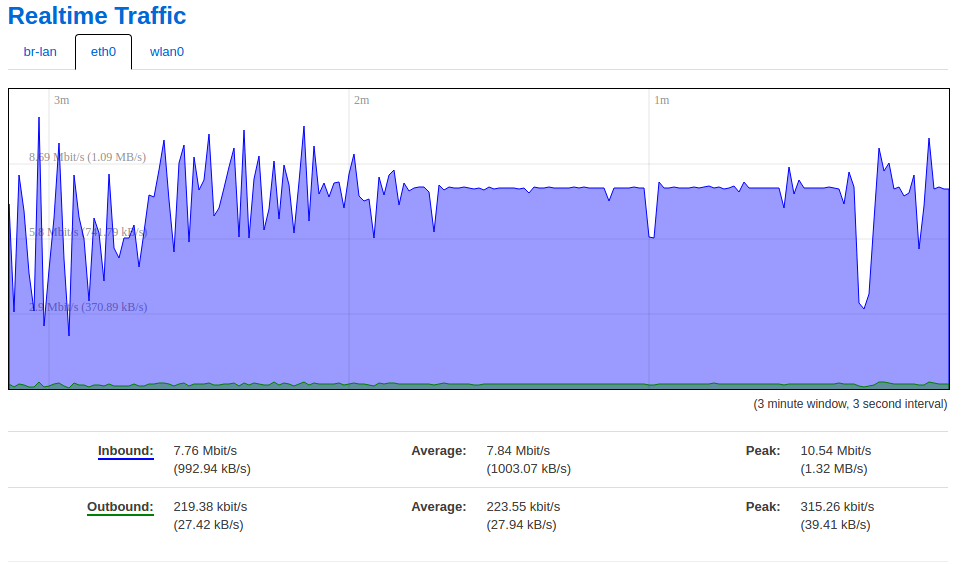 Realtime Traffic
br-lan eth0 wlan0
3m 2m 1m
8.69 Mbit/s (1.09 MB/s)
5.8 Mbit/s (741.79 kB/s)
2.9 Mbit/s (370.89 kB/s)
(3 minute window, 3 second interval)
Inbound: 7.76 Mbit/s Average: 7.84 Mbit/s Peak: 10.54 Mbit/s
(992.94 kB/s) (1003.07 kB/s) (1.32 MB/s)
Outbound: 219.38 kbit/s Average: 223.55 kbit/s Peak: 315.26 kbit/s
(27.42 kB/s) (27.94 kB/s) (39.41 kB/s)